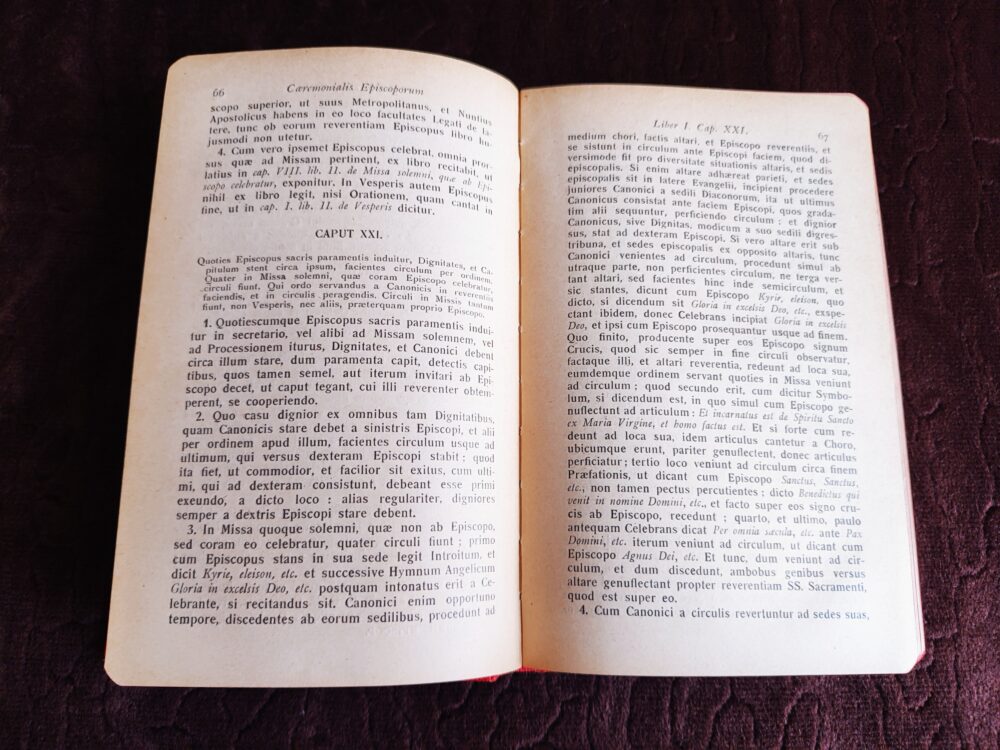 66 Cæremonialis Episcoporum
scopo superior, ut suus Metropolitanus, et Nuntius
Apostolicus habens in eo loco facultates Legati de la-
tere, tunc ob eorum reverentiam Episcopus libro hu-
jusmodi non utetur.
4. Cum vero ipsemet Episcopus celebrat, omnia pror-
sus quæ ad Missam pertinent, ex libro recitabit, ut
latius in cap. VIII. lib. II. de Missa solemni, quæ ab Epi-
scopo celebratur, exponitur. In Vesperis autem Episcopus
nihil ex libro legit, nisi Orationem, quam cantat in
fine, ut in cap. I. lib. II. de Vesperis dicitur.
CAPUT XXI.
Quoties Episcopus sacris paramentis induitur, Dignitates, et Ca-
pitulum stent circa ipsum, facientes circulum per ordinem.
Quater in Missa solemni, quæ coram Episcopo celebratur,
circuli fiunt. Qui ordo servandus a Canonicis in reverentiis
faciendis, et in circulis peragendis. Circuli in Missis tantum
fiunt, non Vesperis, nec aliis, præterquam proprio Episcopo.
1. Quotiescumque Episcopus sacris paramentis indui-
tur in secretario, vel alibi ad Missam solemnem, vel
ad Processionem iturus, Dignitates, et Canonici debent
circa illum stare, dum paramenta capit, detectis capi-
tibus, quos tamen semel, aut iterum invitari ab Epi-
scopo decet, ut caput tegant, cui illi reverenter obtem-
perent, se cooperiendo.
2. Quo casu dignior ex omnibus tam Dignitatibus,
quam Canonicis stare debet a sinistris Episcopi, et alii
per ordinem apud illum, facientes circulum usque ad
ultimum, qui versus dexteram Episcopi stabit; quod
ita fiet, ut commodior, et facilior sit exitus, cum ulti-
mi, qui ad dexteram consistunt, debeant esse primi
exeundo, a dicto loco: alias regulariter, digniores
semper a dextris Episcopi stare debent.
3. In Missa quoque solemni, quæ non ab Episcopo,
sed coram eo celebratur, quater circuli fiunt; primo
cum Episcopus stans in sua sede legit Introitum, et
dicit Kyrie, eleison, etc. et successive Hymnum Angelicum
Gloria in excelsis Deo, etc. postquam intonatus erit a Ce-
lebrante, si recitandus sit. Canonici enim opportuno
tempore, discedentes ab eorum sedilibus, procedunt ad
Liber I. Cap. XXI. 67
medium chori, factis altari, et Episcopo reverentiis, et
se sistunt in circulum ante Episcopi faciem, quod di-
versimode fit pro diversitate situationis altaris, et sedis
episcopalis. Si enim altare adhæreat parieti, et sedes
episcopalis sit in latere Evangelii, incipient procedere
juniores Canonici a sedili Diaconorum, ita ut ultimus
Canonicus consistat ante faciem Episcopi, quos grada-
tim alii sequuntur, perficiendo circulum; et dignior
Canonicus, sive Dignitas, modicum a suo sedili digres-
sus, stat ad dexteram Episcopi. Si vero altare erit sub
tribuna, et sedes episcopalis ex opposito altaris, tunc
Canonici venientes ad circulum, procedunt simul ab
utraque parte, non perficientes circulum, ne terga ver-
tant altari, sed facientes hinc inde semicirculum, et
sic stantes, dicunt cum Episcopo Kyrie, eleison, quo
dicto, si dicendum sit Gloria in excelsis Deo, etc., exspe-
ctant ibidem, donec Celebrans incipiat Gloria in excelsis
Deo, et ipsi cum Episcopo prosequantur usque ad finem.
Quo finito, producente super eos Episcopo signum
Crucis, quod sic semper in fine circuli observatur,
factaque illi, et altari reverentia, redeunt ad loca sua,
eumdemque ordinem servant quoties in Missa veniunt
ad circulum; quod secundo erit, cum dicitur Symbo-
lum, si dicendum est, in quo simul cum Episcopo ge-
nuflectunt ad articulum: Et incarnatus est de Spiritu Sancto
ex Maria Virgine, et homo factus est. Et si forte cum re-
deunt ad loca sua, idem articulus cantetur a Choro,
ubicumque erunt, pariter genuflectent, donec articulus
perficiatur; tertio loco veniunt ad circulum circa finem
Præfationis, ut dicant cum Episcopo Sanctus, Sanctus,
etc., non tamen pectus percutientes; dicto Benedictus qui
venit in nomine Domini, etc., et facto super eos signo cru-
cis ab Episcopo, recedunt; quarto, et ultimo, paulo
antequam Celebrans dicat Per omnia sæcula, etc. ante Pax
Domini, etc. iterum veniunt ad circulum, ut dicant cum
Episcopo Agnus Dei, etc. Et tunc, dum veniunt ad cir-
culum, et dum discedunt, ambobus genibus versus
altare genuflectant propter reverentiam SS. Sacramenti,
quod est super eo.
4. Cum Canonici a circulis revertuntur ad sedes suas,